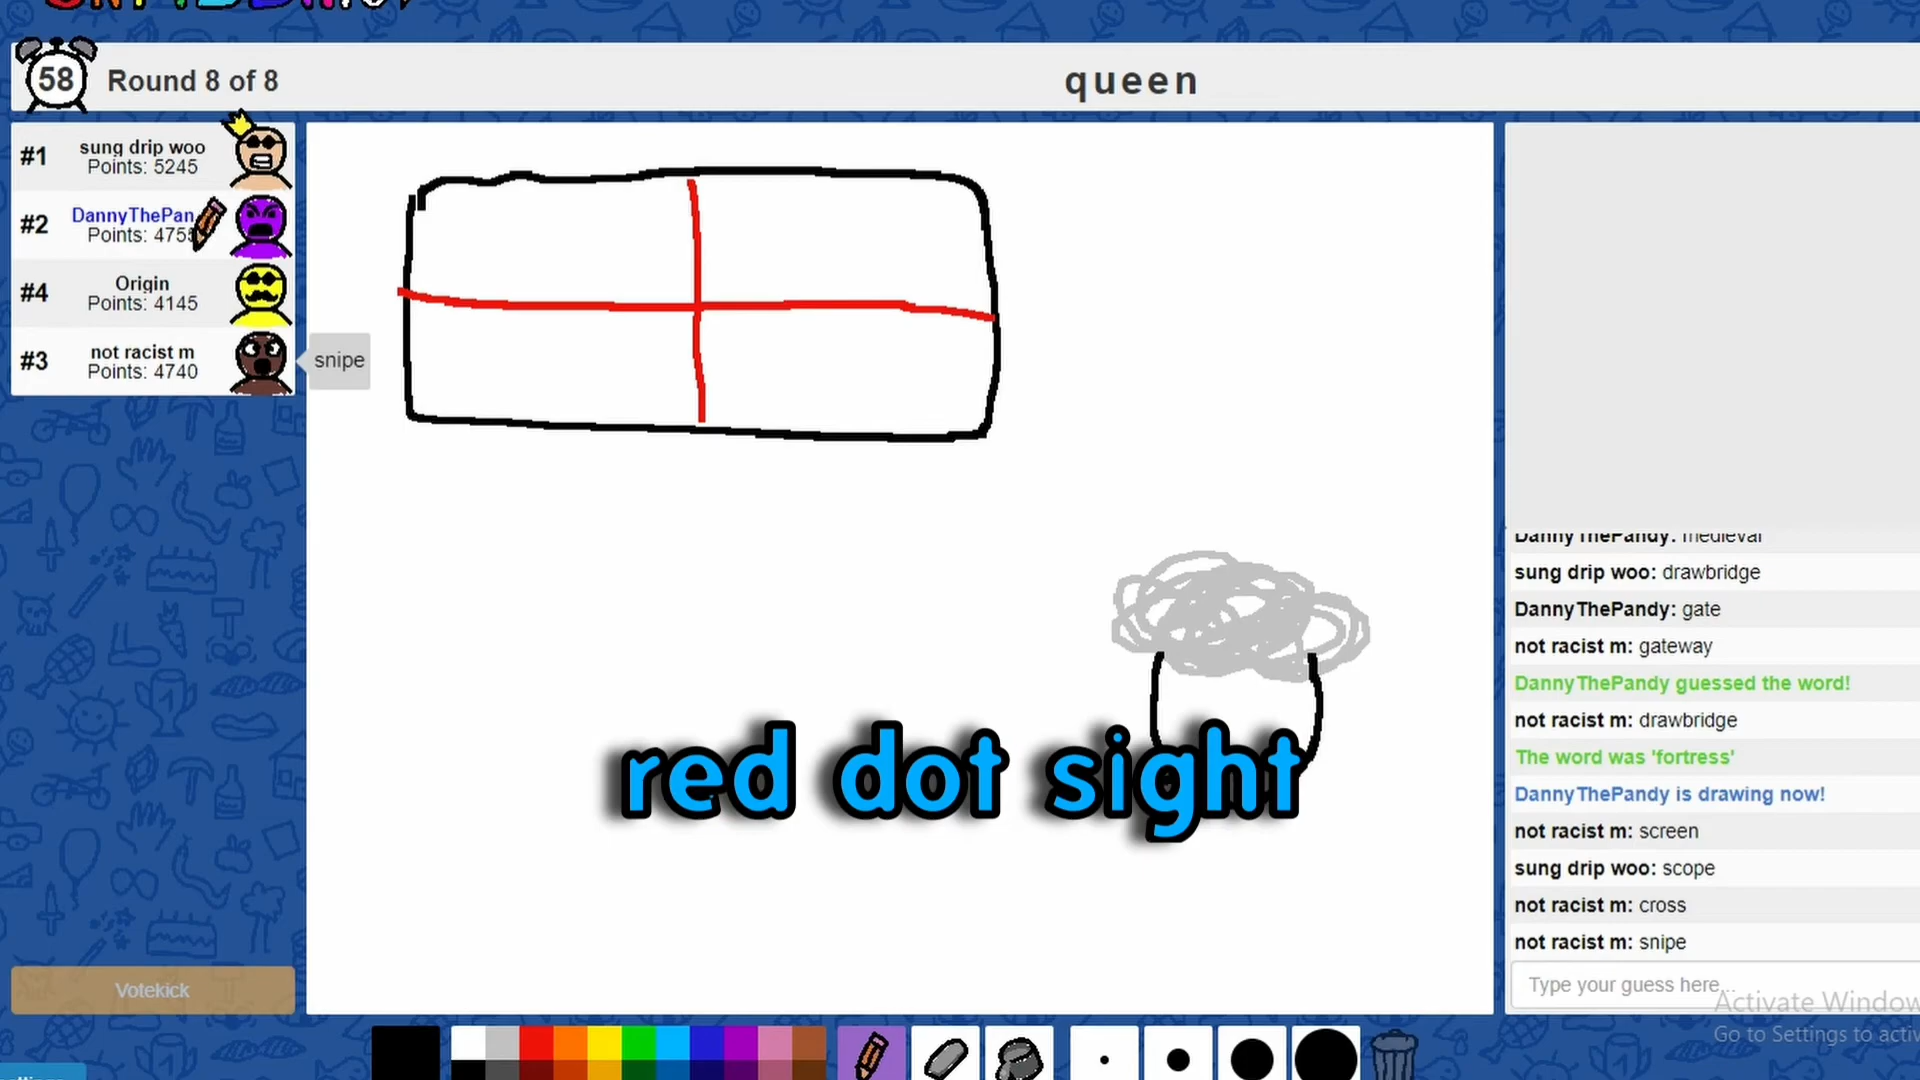 58
Round 8 of 8
queen
#1
sung drip woo
Points: 5245
#2
DannyThePan
Points: 4755
#4
Origin
Points: 4145
#3
not racist m
Points: 4740
snipe
red dot sight
DannyThePandy: medieval
sung drip woo: drawbridge
DannyThePandy: gate
not racist m: gateway
DannyThePandy guessed the word!
not racist m: drawbridge
The word was 'fortress'
DannyThePandy is drawing now!
not racist m: screen
sung drip woo: scope
not racist m: cross
not racist m: snipe
Type your guess here...
Activate Window
Go to Settings to activ
Votekick